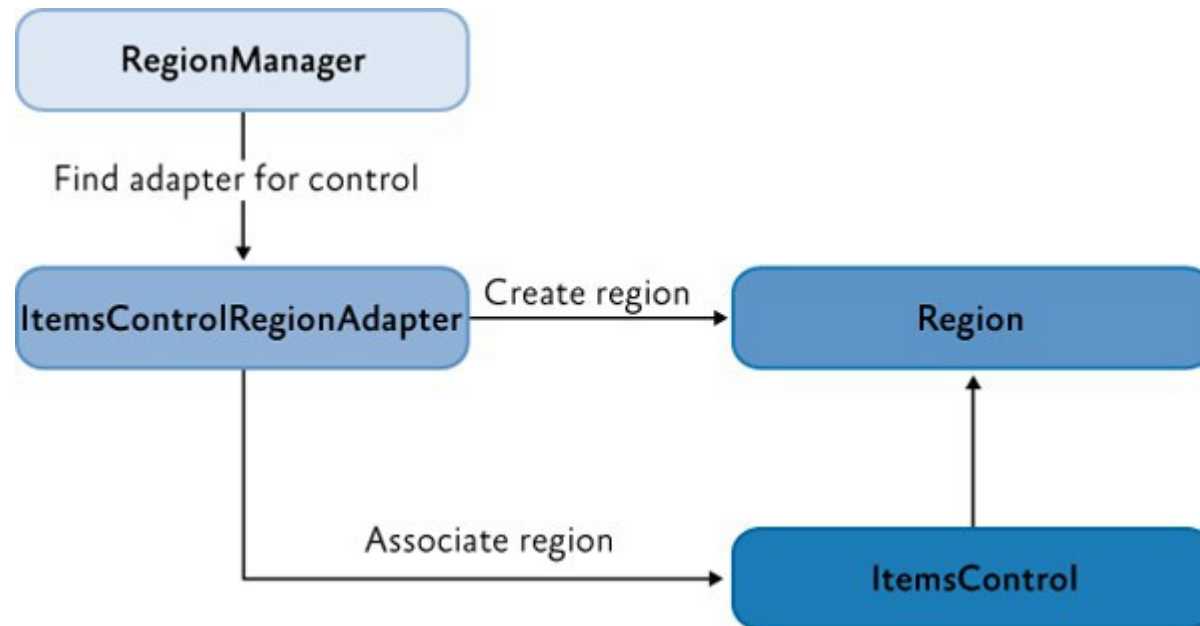 RegionManager
Find adapter for control
ItemsControlRegionAdapter
Create region
Region
Associate region
ItemsControl